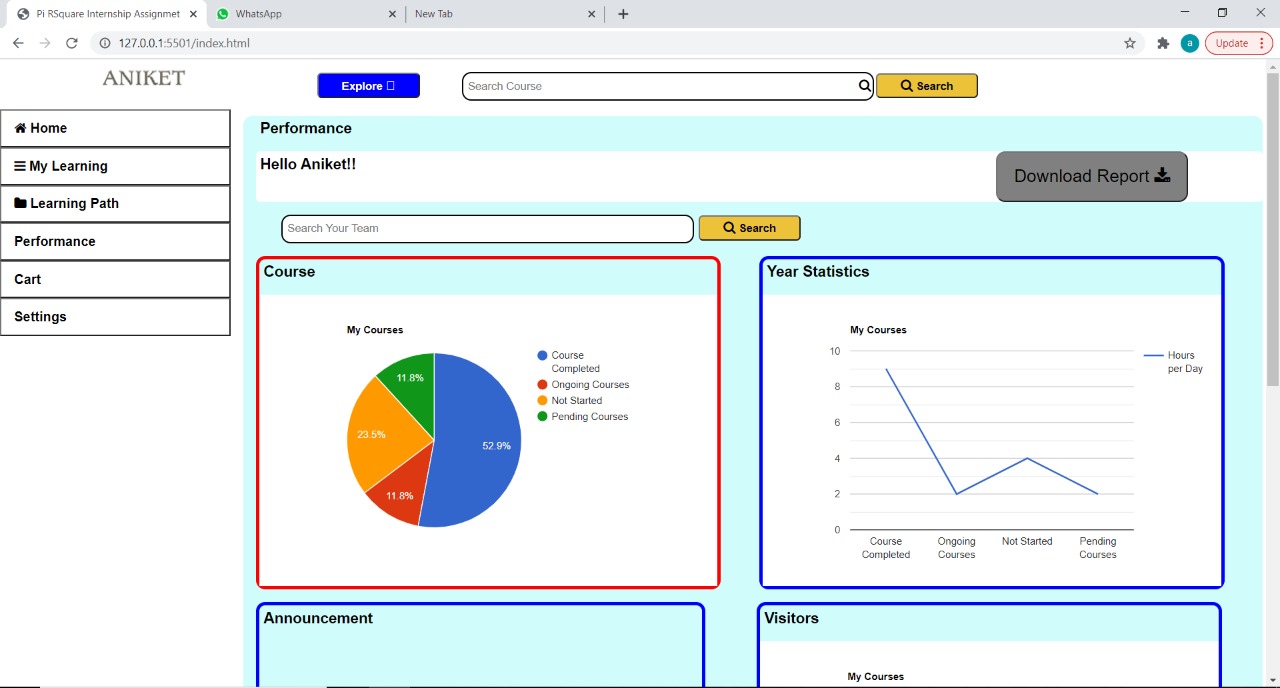 Pi RSquare Internship Assignmet
WhatsApp
New Tab
127.0.0.1:5501/index.html
a
Update
ANIKET
Explore
Search Course
Search
Home
My Learning
Learning Path
Performance
Cart
Settings
Performance
Hello Aniket!!
Download Report
Search Your Team
Search
Course
My Courses
Course
Completed
Ongoing Courses
Not Started
Pending Courses
11.8%
23.5%
52.9%
11.8%
Year Statistics
My Courses
10
8
6
4
2
0
Hours
per Day
Course
Completed
Ongoing
Courses
Not Started
Pending
Courses
Announcement
Visitors
My Courses